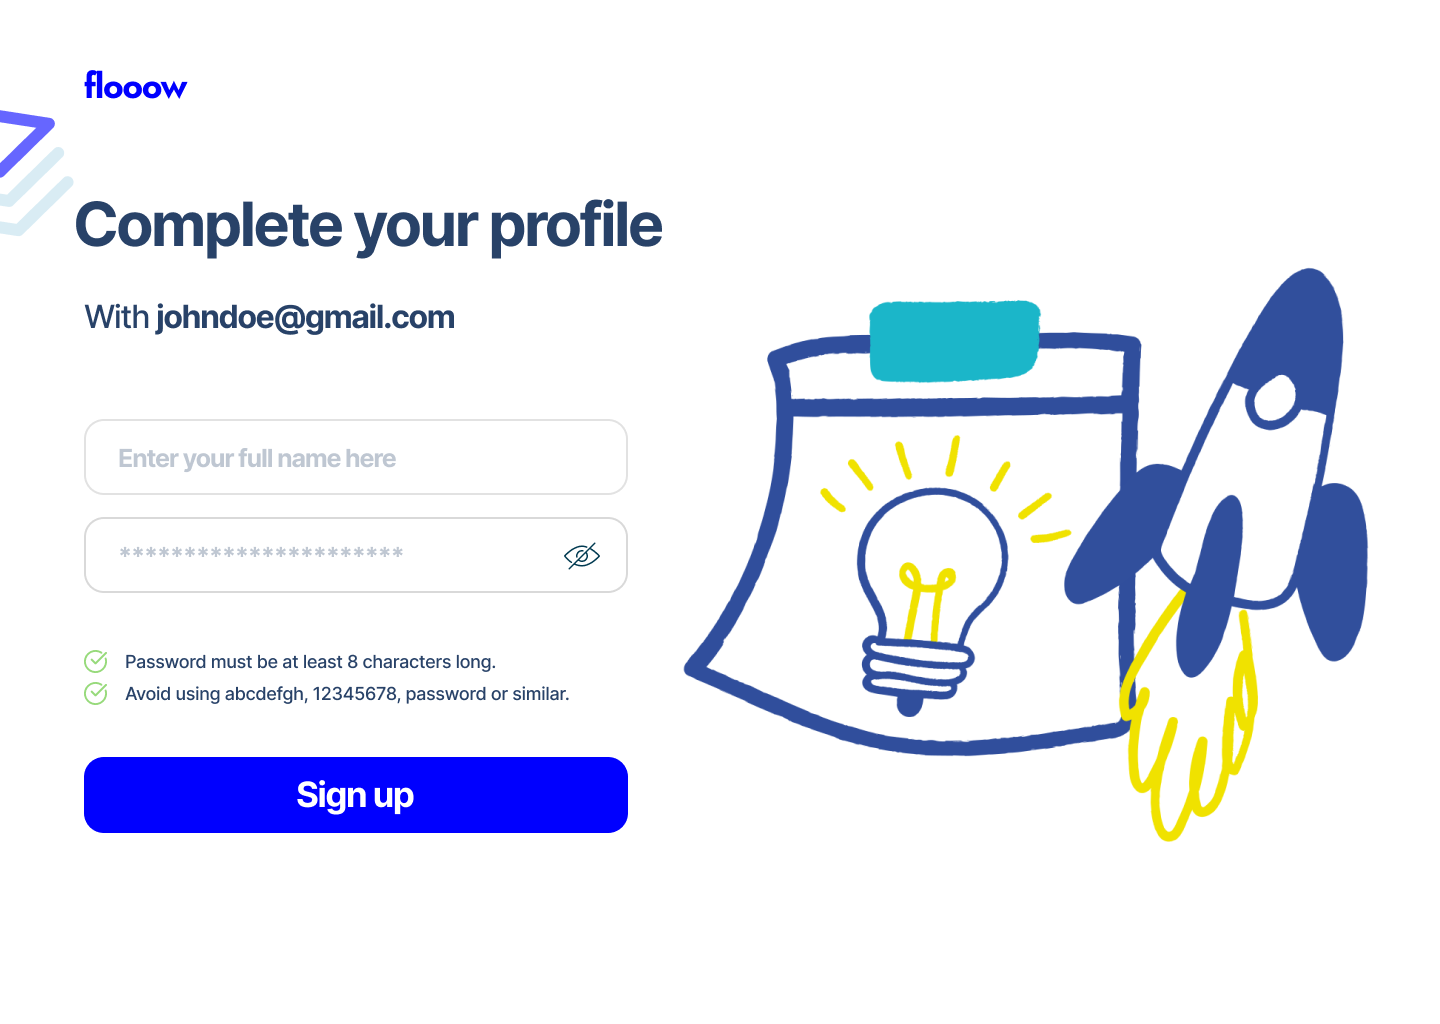 flooow
Complete your profile
With johndoe@gmail.com
Enter your full name here
**********************
Password must be at least 8 characters long.
Avoid using abcdefgh, 12345678, password or similar.
Sign up